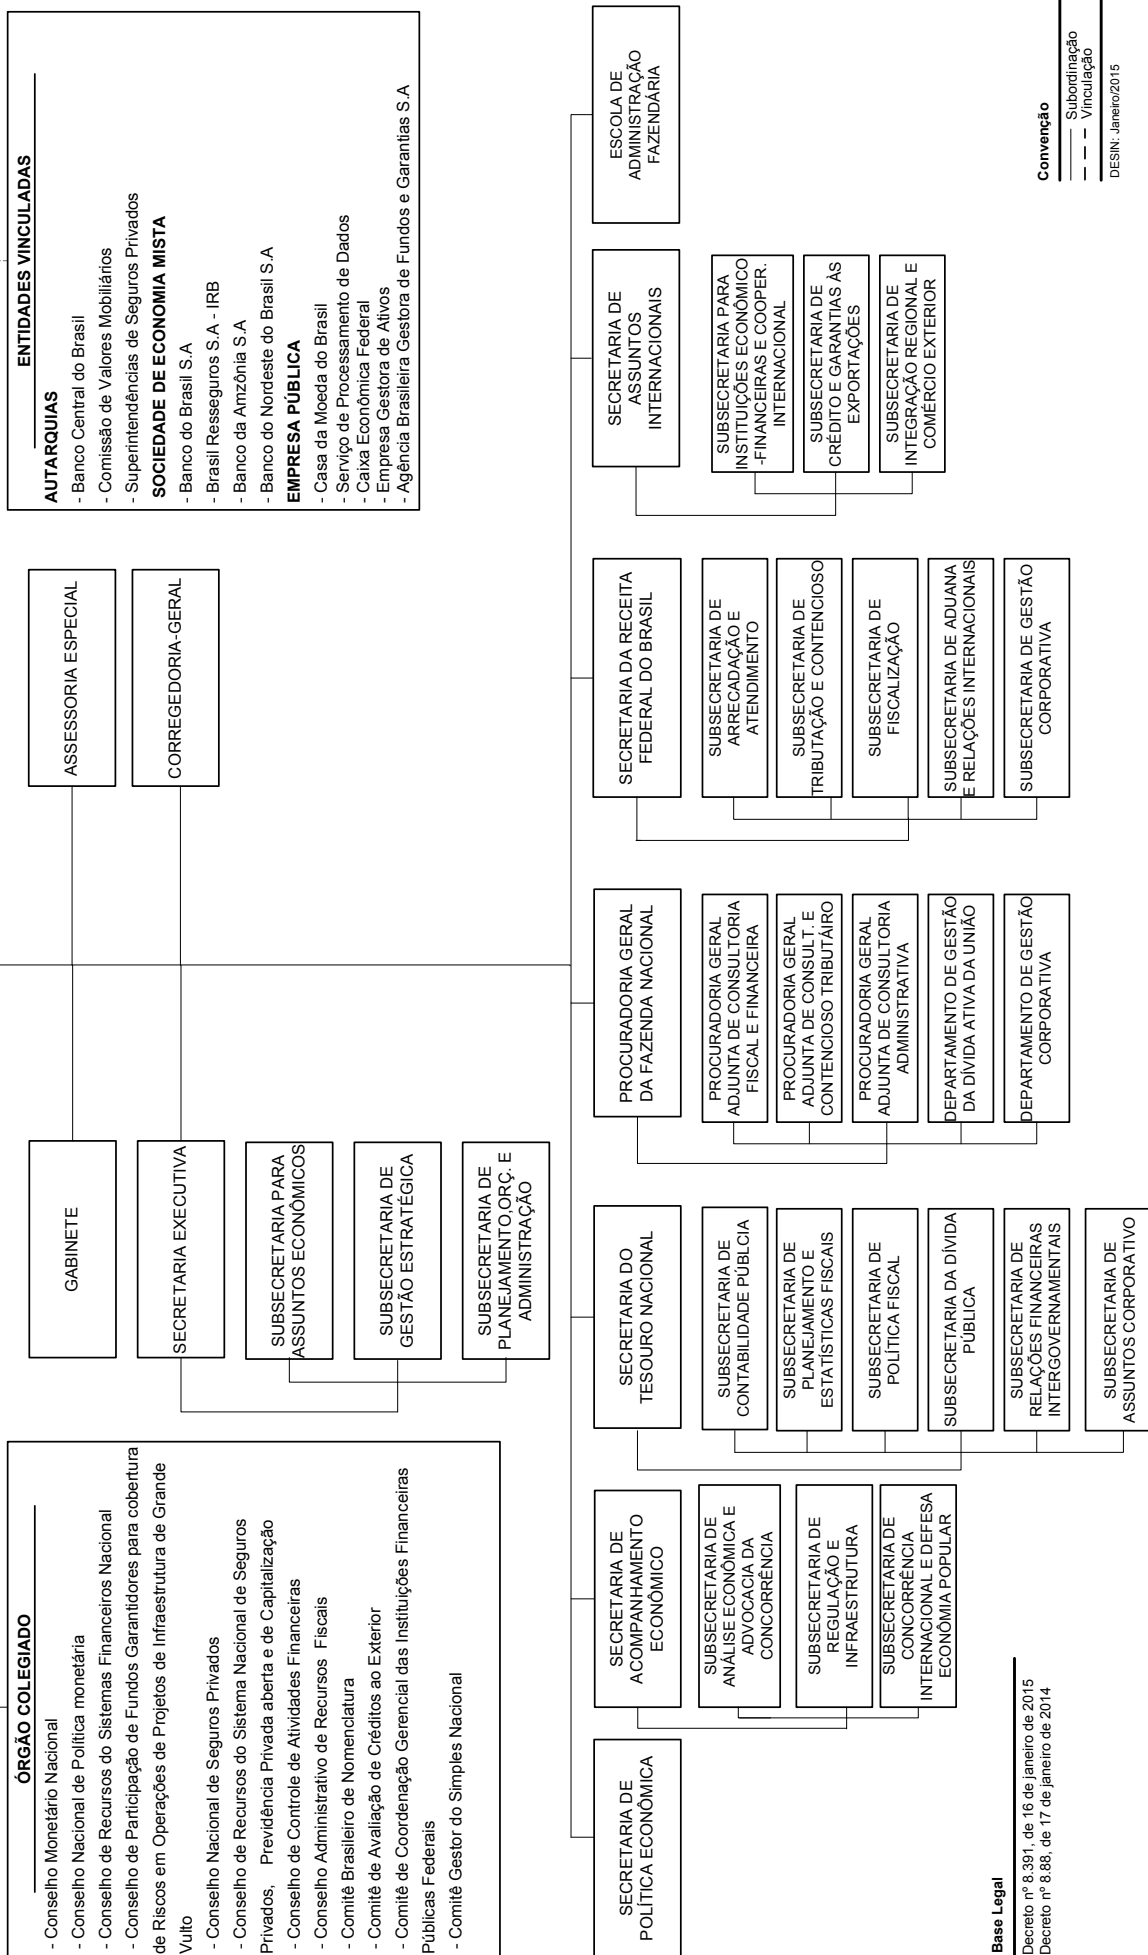 ÓRGÃO COLEGIADO
- Conselho Monetário Nacional
- Conselho Nacional de Política monetária
- Conselho de Recursos do Sistemas Financeiros Nacional
- Conselho de Participação de Fundos Garantidores para cobertura
de Riscos em Operações de Projetos de Infraestrutura de Grande
Vulto
- Conselho Nacional de Seguros Privados
- Conselho de Recursos do Sistema Nacional de Seguros
Privados, Previdência Privada aberta e de Capitalização
- Conselho de Controle de Atividades Financeiras
- Conselho Administrativo de Recursos Fiscais
- Comitê Brasileiro de Nomenclatura
- Comitê de Avaliação de Créditos ao Exterior
- Comitê de Coordenação Gerencial das Instituições Financeiras
Públicas Federais
- Comitê Gestor do Simples Nacional
GABINETE
SECRETARIA EXECUTIVA
SUBSECRETARIA PARA
ASSUNTOS ECONÔMICOS
SUBSECRETARIA DE
GESTÃO ESTRATÉGICA
SUBSECRETARIA DE
PLANEJAMENTO,ORÇ. E
ADMINISTRAÇÃO
ASSESSORIA ESPECIAL
CORREGEDORIA-GERAL
ENTIDADES VINCULADAS
AUTARQUIAS
- Banco Central do Brasil
- Comissão de Valores Mobiliários
- Superintendências de Seguros Privados
SOCIEDADE DE ECONOMIA MISTA
- Banco do Brasil S.A
- Brasil Resseguros S.A - IRB
- Banco da Amzônia S.A
- Banco do Nordeste do Brasil S.A
EMPRESA PÚBLICA
- Casa da Moeda do Brasil
- Serviço de Processamento de Dados
- Caixa Econômica Federal
- Empresa Gestora de Ativos
- Agência Brasileira Gestora de Fundos e Garantias S.A
SECRETARIA DE
POLÍTICA ECONÔMICA
SECRETARIA DE
ACOMPANHAMENTO
ECONÔMICO
SUBSECRETARIA DE
ANÁLISE ECONÔMICA E
ADVOCACIA DA
CONCORRÊNCIA
SUBSECRETARIA DE
REGULAÇÃO E
INFRAESTRUTURA
SUBSECRETARIA DE
CONCORRÊNCIA
INTERNACIONAL E DEFESA
ECONÔMIA POPULAR
SECRETARIA DO
TESOURO NACIONAL
SUBSECRETARIA DE
CONTABILIDADE PÚBLCIA
SUBSECRETARIA DE
PLANEJAMENTO E
ESTATÍSTICAS FISCAIS
SUBSECRETARIA DE
POLÍTICA FISCAL
SUBSECRETARIA DA DÍVIDA
PÚBLICA
SUBSECRETARIA DE
RELAÇÕES FINANCEIRAS
INTERGOVERNAMENTAIS
SUBSECRETARIA DE
ASSUNTOS CORPORATIVO
PROCURADORIA GERAL
DA FAZENDA NACIONAL
PROCURADORIA GERAL
ADJUNTA DE CONSULTORIA
FISCAL E FINANCEIRA
PROCURADORIA GERAL
ADJUNTA DE CONSULT. E
CONTENCIOSO TRIBUTÁIRO
PROCURADORIA GERAL
ADJUNTA DE CONSULTORIA
ADMINISTRATIVA
DEPARTAMENTO DE GESTÃO
DA DÍVIDA ATIVA DA UNIÃO
DEPARTAMENTO DE GESTÃO
CORPORATIVA
SECRETARIA DA RECEITA
FEDERAL DO BRASIL
SUBSECRETARIA DE
ARRECADAÇÃO E
ATENDIMENTO
SUBSECRETARIA DE
TRIBUTAÇÃO E CONTENCIOSO
SUBSECRETARIA DE
FISCALIZAÇÃO
SUBSECRETARIA DE ADUANA
E RELAÇÕES INTERNACIONAIS
SUBSECRETARIA DE GESTÃO
CORPORATIVA
SECRETARIA DE
ASSUNTOS
INTERNACIONAIS
SUBSECRETARIA PARA
INSTITUIÇÕES ECONÔMICO
-FINANCEIRAS E COOPER.
INTERNACIONAL
SUBSECRETARIA DE
CRÉDITO E GARANTIAS ÀS
EXPORTAÇÕES
SUBSECRETARIA DE
INTEGRAÇÃO REGIONAL E
COMÉRCIO EXTERIOR
ESCOLA DE
ADMINISTRAÇÃO
FAZENDÁRIA
Base Legal
Decreto nº 8.391, de 16 de janeiro de 2015
Decreto nº 8.88, de 17 de janeiro de 2014
Convenção
Subordinação
Vinculação
DESIN: Janeiro/2015